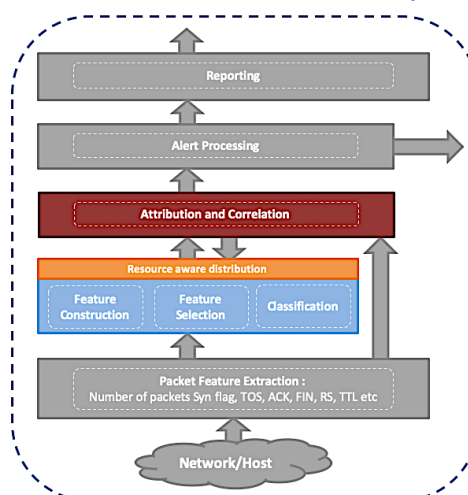 Reporting
Alert Processing
Attribution and Correlation
Resource aware distribution
Feature
Construction
Feature
Selection
Classification
Packet Feature Extraction :
Number of packets Syn flag, TOS, ACK, FIN, RS, TTL etc
Network/Host